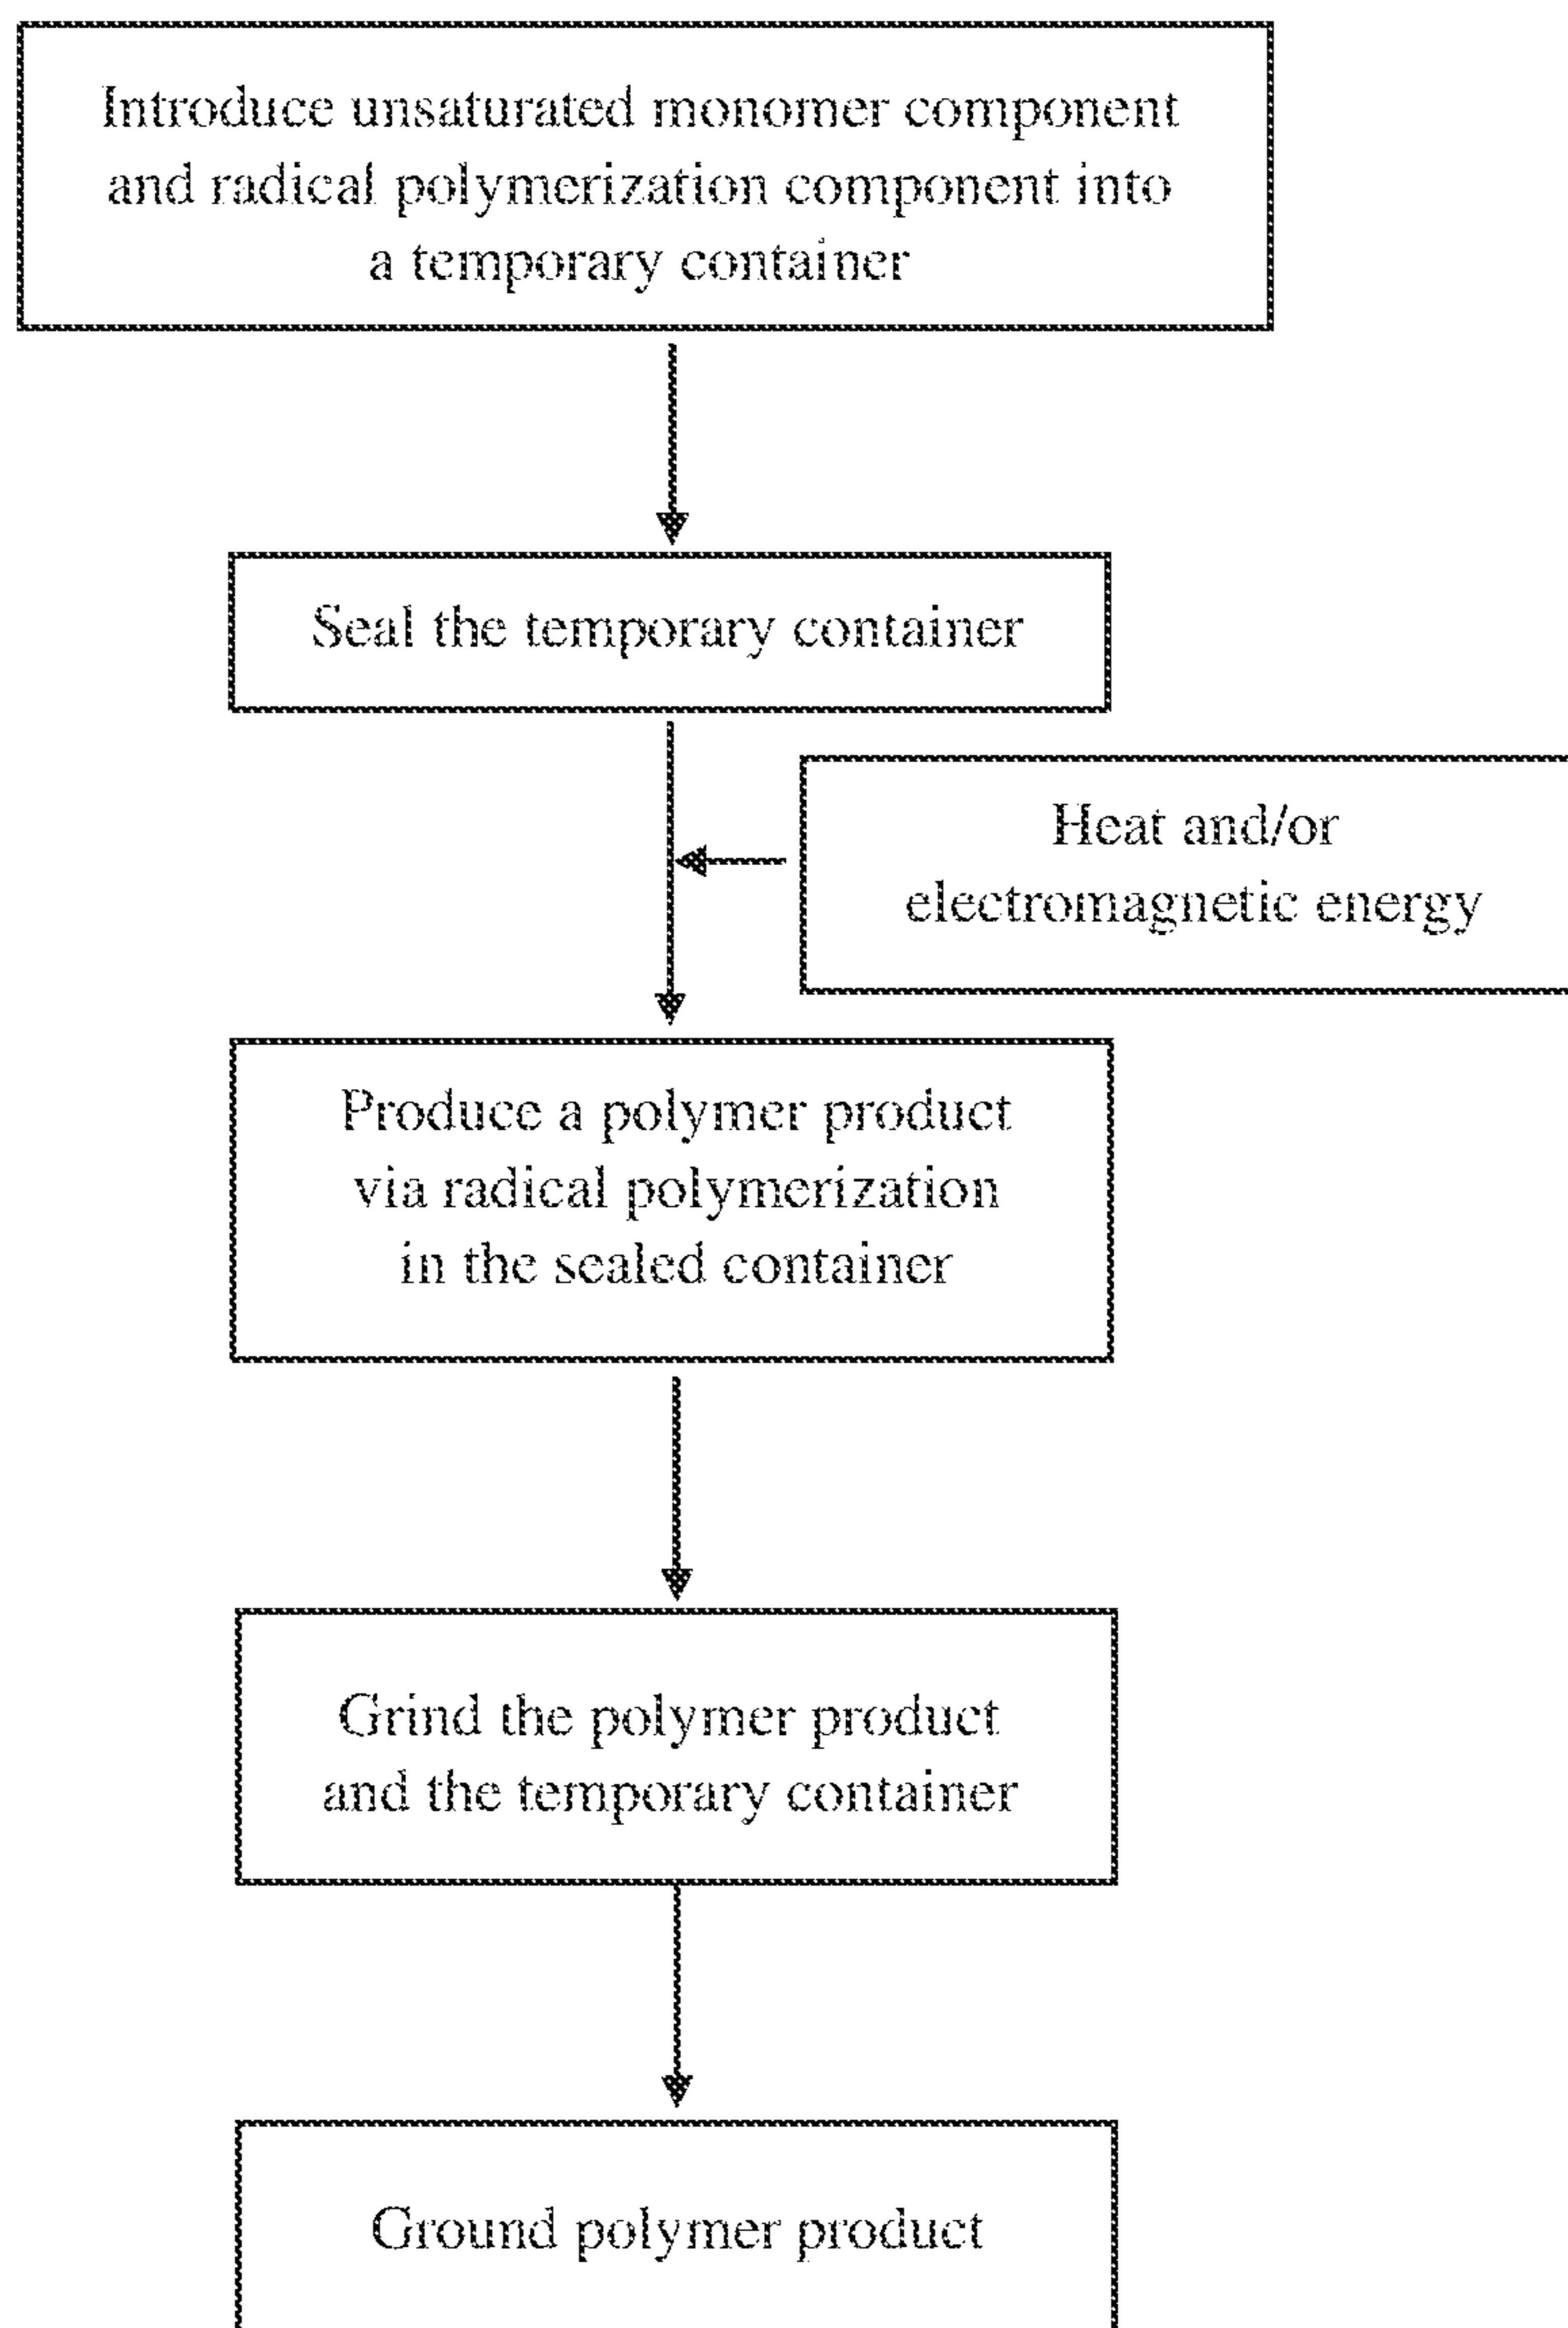 Introduce unsaturated monomer component
and radical polymerization component into
a temporary container
Seal the temporary container
Heat and/or
electromagnetic energy
Produce a polymer product
via radical polymerization
in the sealed container
Grind the polymer product
and the temporary container
Ground polymer product